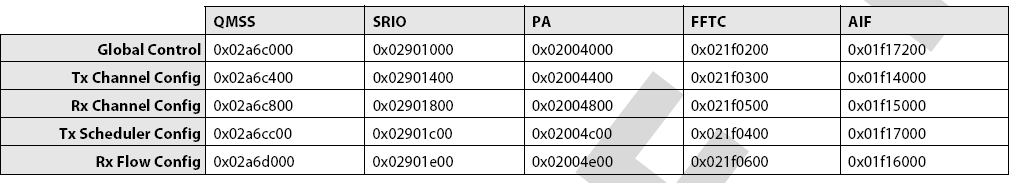 QMSS SRIO PA FFTC AIF
Global Control 0x02a6c000 0x02901000 0x02004000 0x021f0200 0x01f17200
Tx Channel Config 0x02a6c400 0x02901400 0x02004400 0x021f0300 0x01f14000
Rx Channel Config 0x02a6c800 0x02901800 0x02004800 0x021f0500 0x01f15000
Tx Scheduler Config 0x02a6cc00 0x02901c00 0x02004c00 0x021f0400 0x01f17000
Rx Flow Config 0x02a6d000 0x02901e00 0x02004e00 0x021f0600 0x01f16000